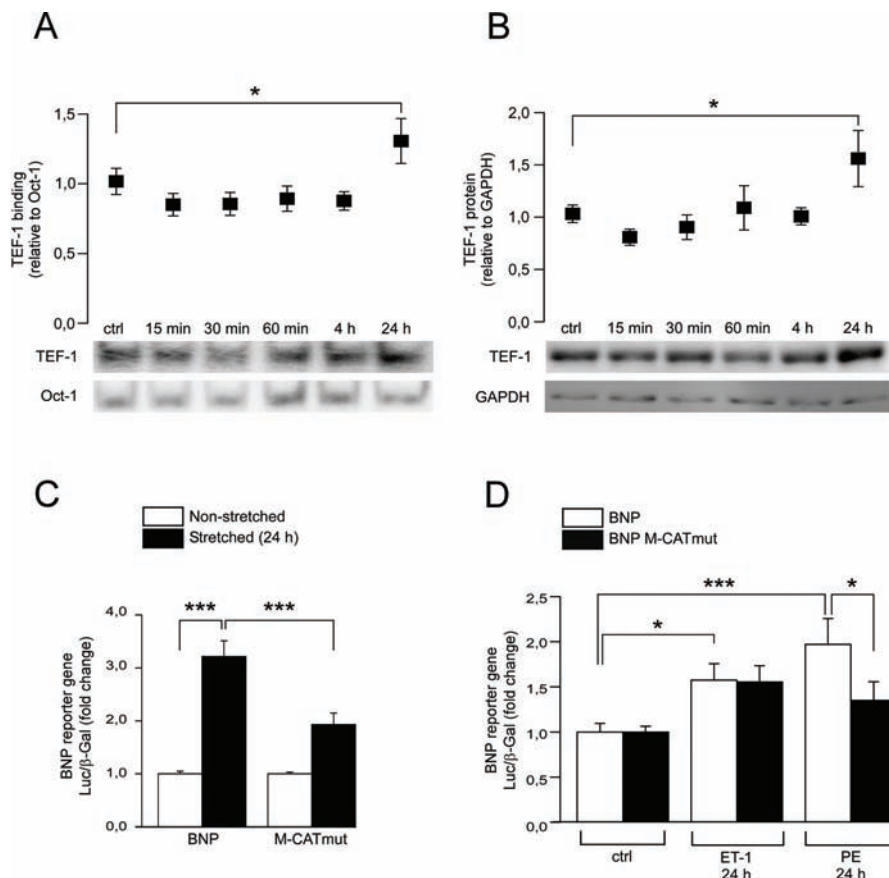 A
*
1,5
1,0
0,5
0,0
TEF-1 binding
(relative to Oct-1)
ctrl 15 min 30 min 60 min 4 h 24 h
TEF-1
Oct-1
B
*
2,0
1,5
1,0
0,5
0,0
TEF-1 protein
(relative to GAPDH)
ctrl 15 min 30 min 60 min 4 h 24 h
TEF-1
GAPDH
C
Non-stretched
Stretched (24 h)
*** ***
4,0
3,0
2,0
1,0
0,0
BNP reporter gene
Luc/β-Gal (fold change)
BNP M-CATmut
D
BNP
BNP M-CATmut
*** *
*
2,5
2,0
1,5
1,0
0,5
0,0
BNP reporter gene
Luc/β-Gal (fold change)
ctrl ET-1 PE
24 h 24 h